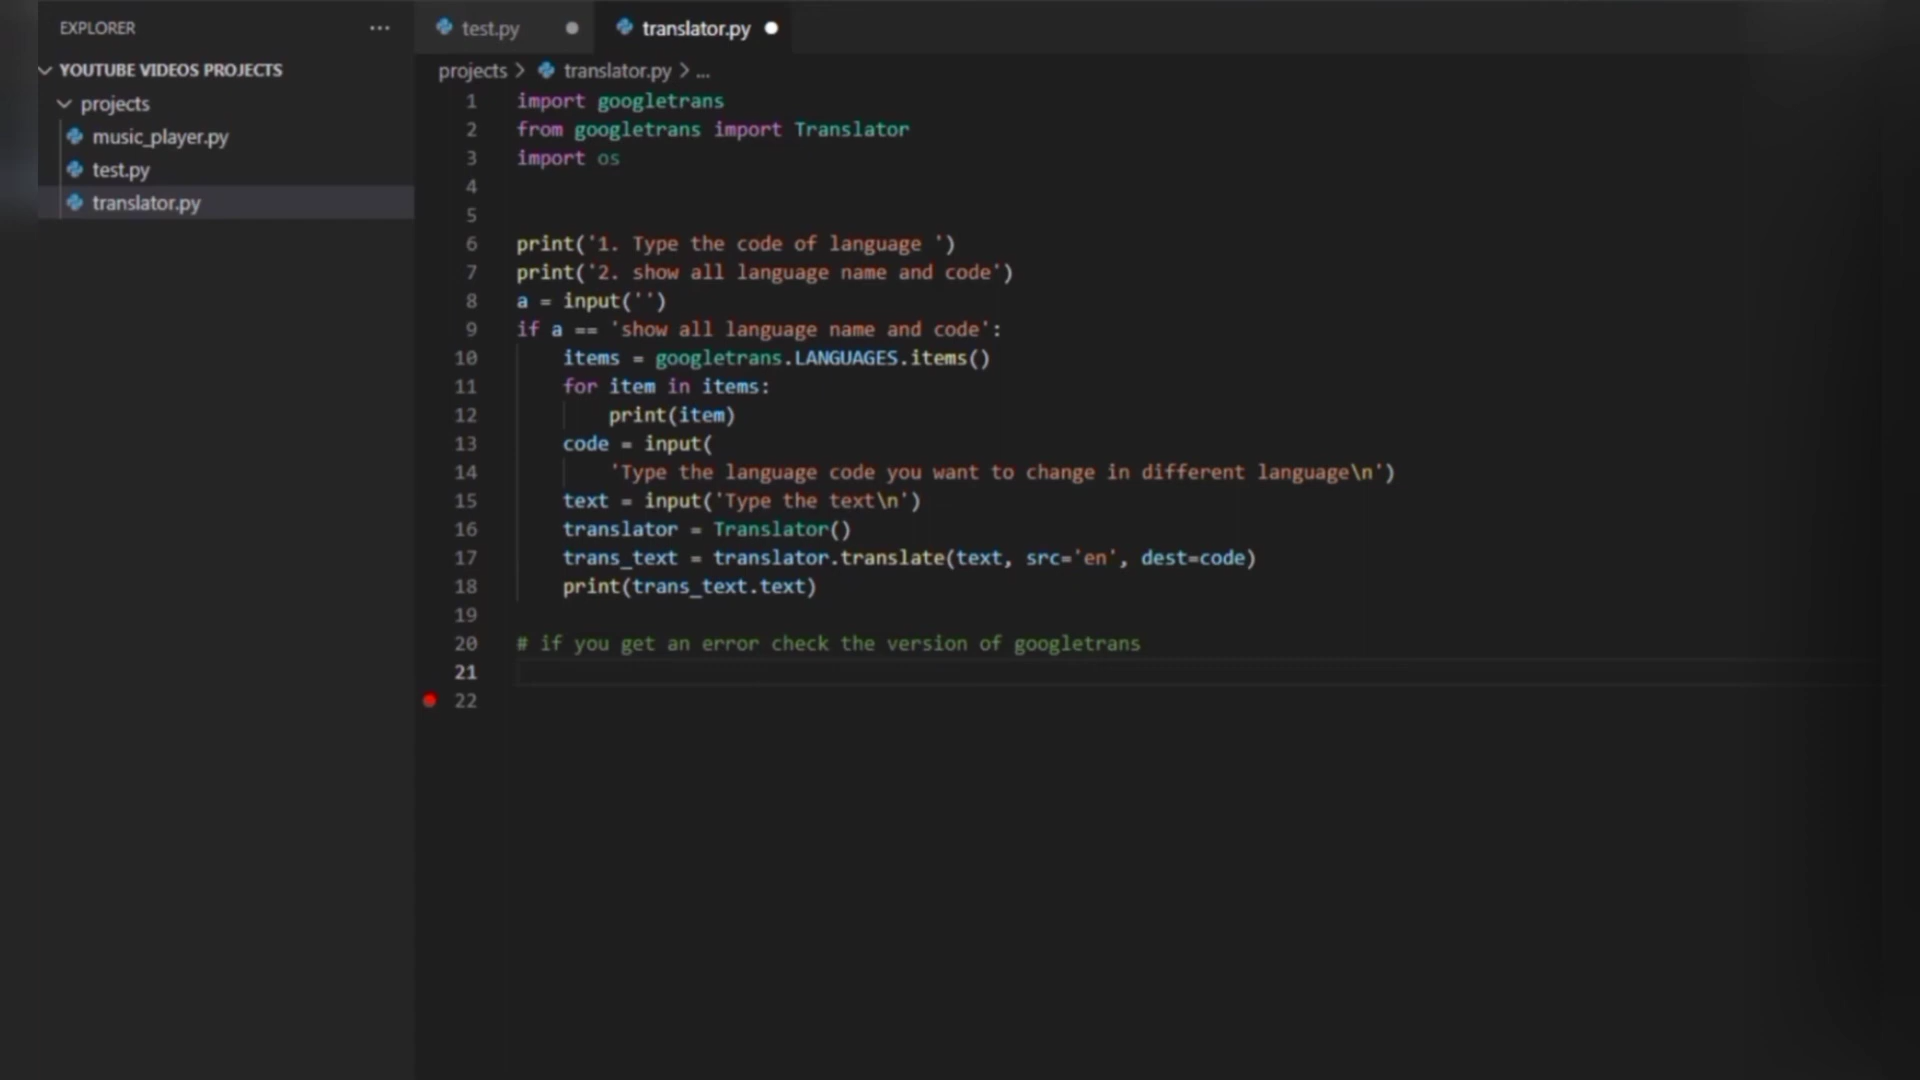 EXPLORER ...
YOUTUBE VIDEOS PROJECTS
projects
music_player.py
test.py
translator.py
test.py translator.py
projects > translator.py > ...
1 import googletrans
2 from googletrans import Translator
3 import os
4
5
6 print('1. Type the code of language ')
7 print('2. show all language name and code')
8 a = input('')
9 if a == 'show all language name and code':
10 items = googletrans.LANGUAGES.items()
11 for item in items:
12 print(item)
13 code = input(
14 'Type the language code you want to change in different language\n')
15 text = input('Type the text\n')
16 translator = Translator()
17 trans_text = translator.translate(text, src='en', dest=code)
18 print(trans_text.text)
19
20 # if you get an error check the version of googletrans
21
22